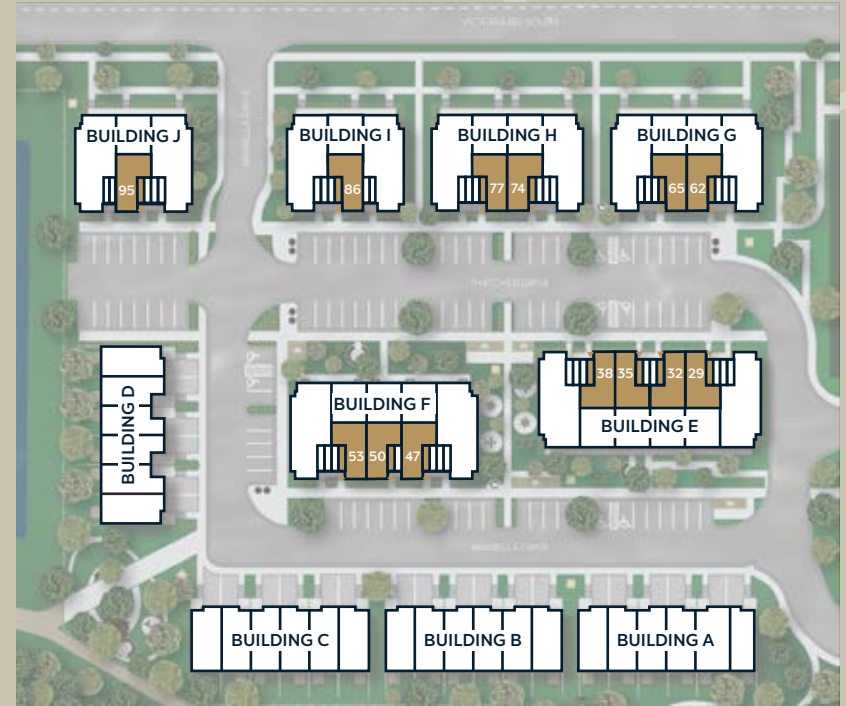 BUILDING J
BUILDING I
BUILDING H
BUILDING G
95
86
77 74
65 62
38 35 32 29
BUILDING D
BUILDING F
BUILDING E
53 50 47
BUILDING C
BUILDING B
BUILDING A